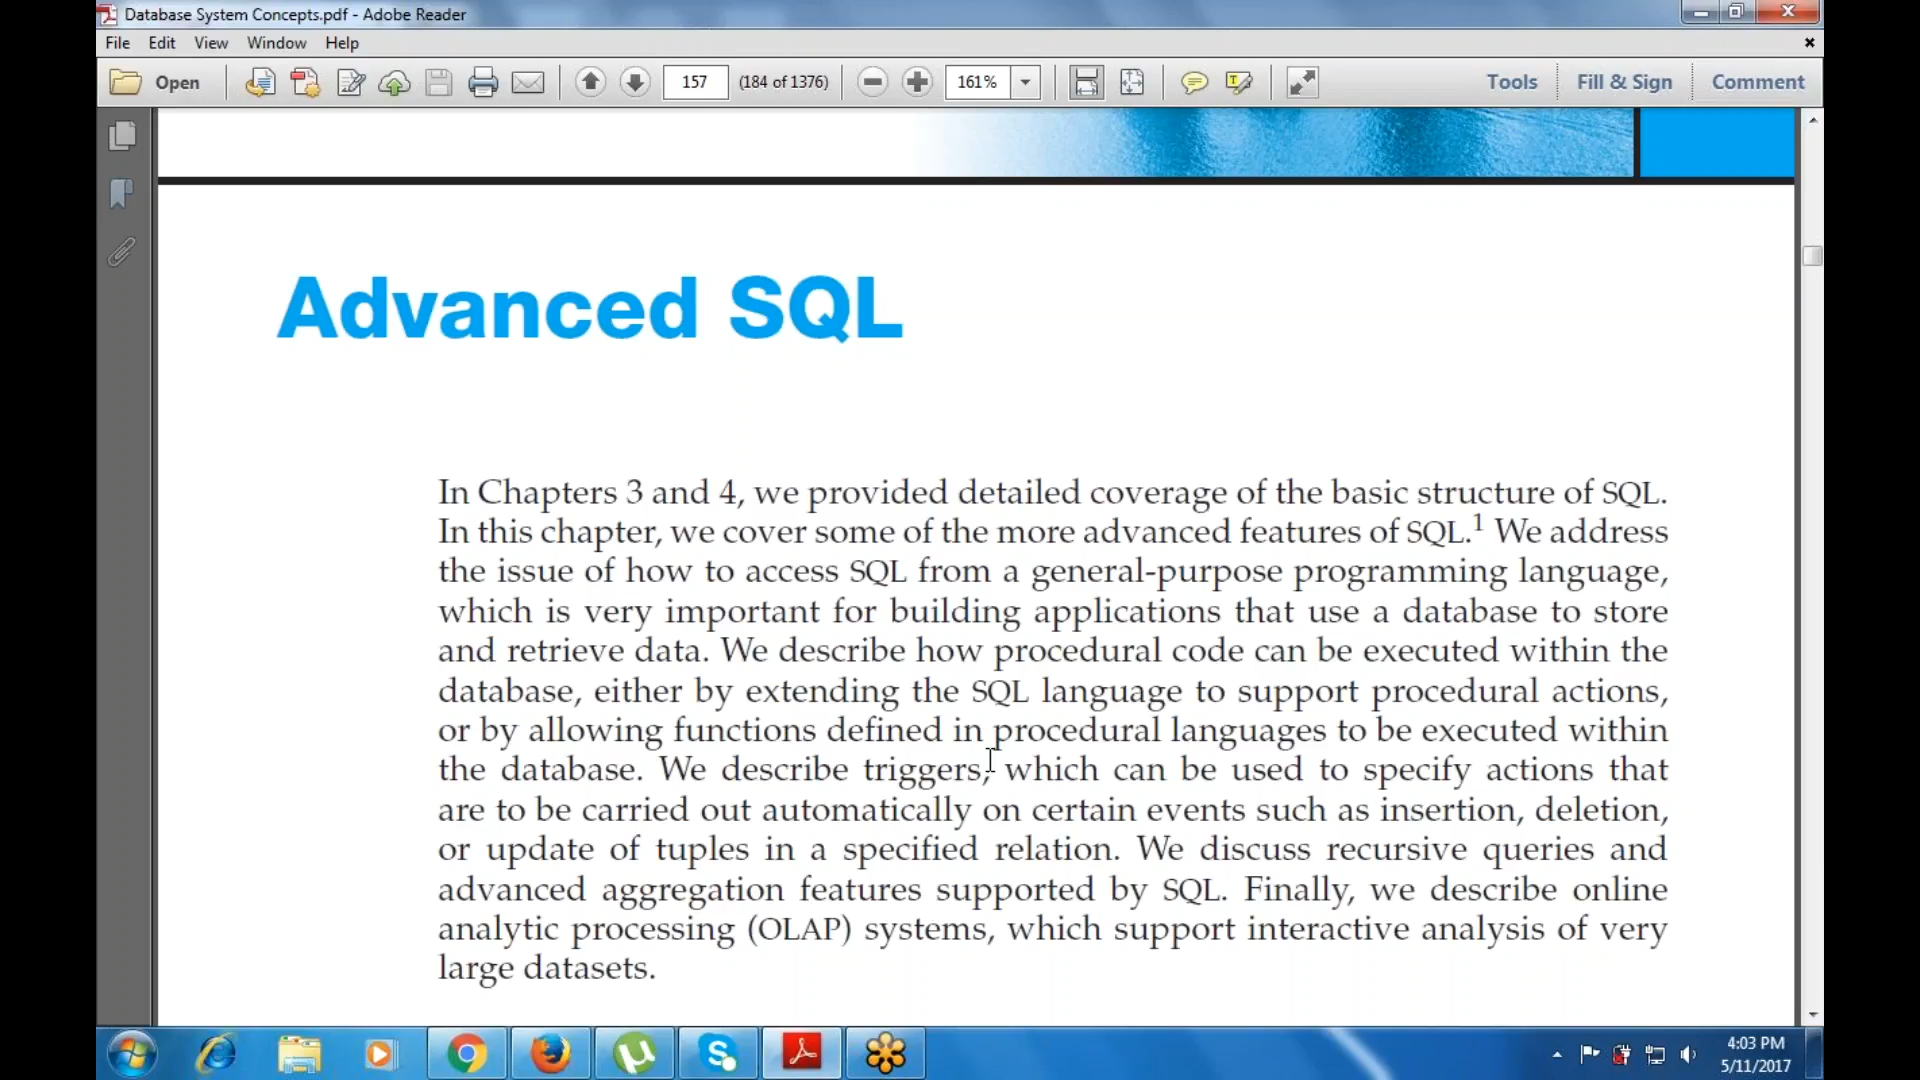 Database System Concepts.pdf - Adobe Reader
File Edit View Window Help
Open 157 (184 of 1376) 161% Tools Fill & Sign Comment
Advanced SQL
In Chapters 3 and 4, we provided detailed coverage of the basic structure of SQL.
In this chapter, we cover some of the more advanced features of SQL.1 We address
the issue of how to access SQL from a general-purpose programming language,
which is very important for building applications that use a database to store
and retrieve data. We describe how procedural code can be executed within the
database, either by extending the SQL language to support procedural actions,
or by allowing functions defined in procedural languages to be executed within
the database. We describe triggers, which can be used to specify actions that
are to be carried out automatically on certain events such as insertion, deletion,
or update of tuples in a specified relation. We discuss recursive queries and
advanced aggregation features supported by SQL. Finally, we describe online
analytic processing (OLAP) systems, which support interactive analysis of very
large datasets.
4:03 PM
5/11/2017